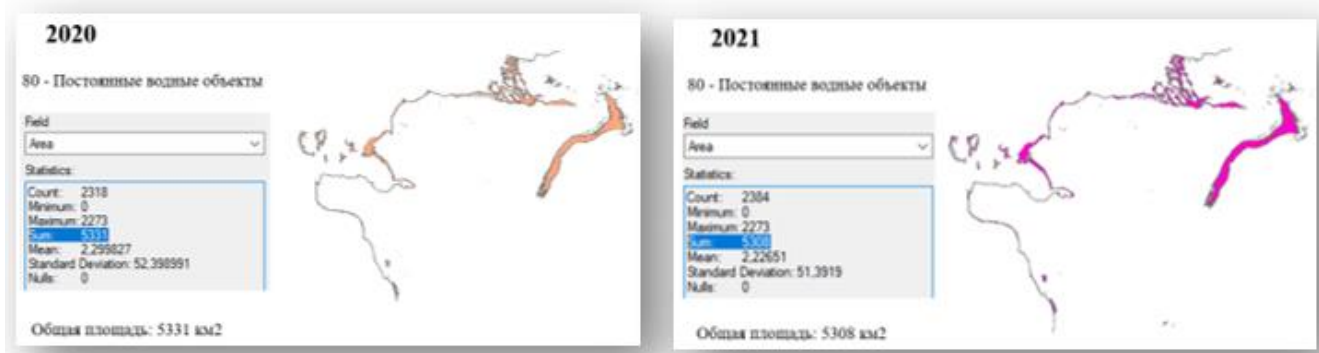 2020
80 - Постоянные водные объекты
Field
Area
Statistics:
Count: 2318
Minimum: 0
Maximum: 2273
Sum: 5331
Mean: 2,299827
Standard Deviation: 52,398991
Nulls: 0
Общая площадь: 5331 км2
2021
80 - Постоянные водные объекты
Field
Area
Statistics:
Count: 2384
Minimum: 0
Maximum: 2273
Sum: 5308
Mean: 2,22651
Standard Deviation: 51,3919
Nulls: 0
Общая площадь: 5308 км2